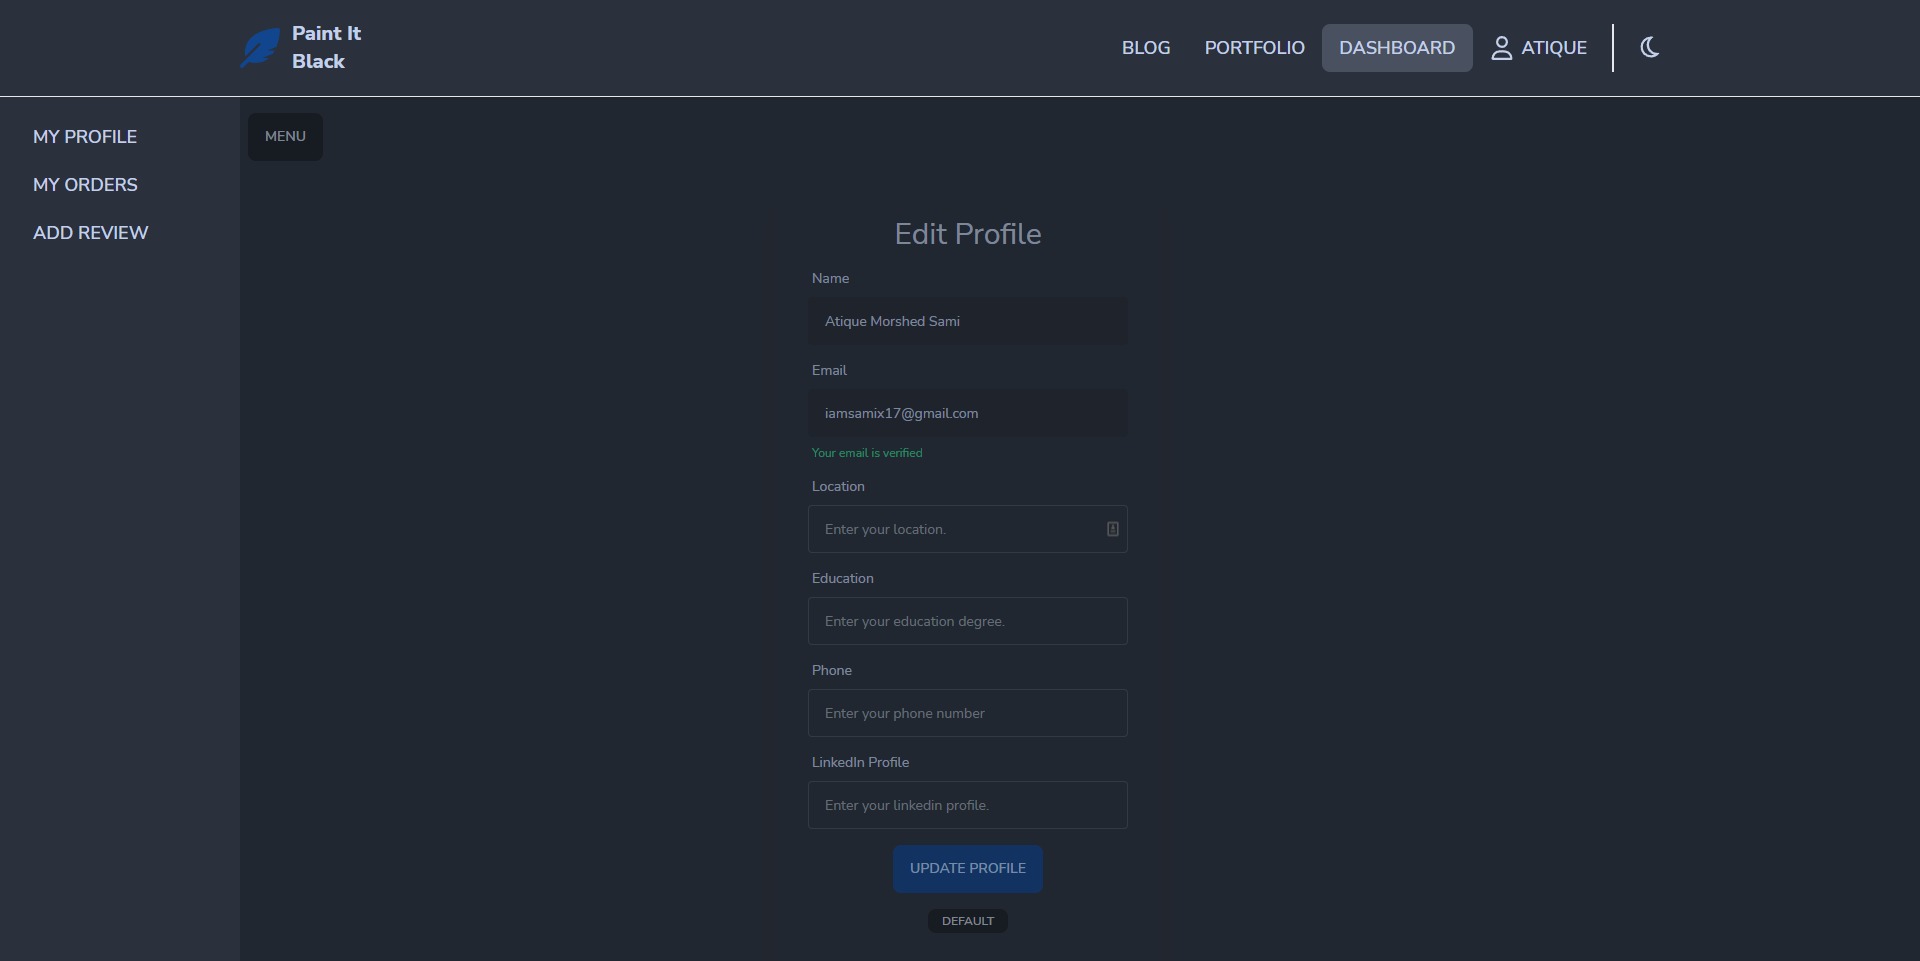 Paint It
Black
BLOG
PORTFOLIO
DASHBOARD
ATIQUE
MY PROFILE
MY ORDERS
ADD REVIEW
MENU
Edit Profile
Name
Atique Morshed Sami
Email
iamsamix17@gmail.com
Your email is verified
Location
Enter your location.
Education
Enter your education degree.
Phone
Enter your phone number
LinkedIn Profile
Enter your linkedin profile.
UPDATE PROFILE
DEFAULT